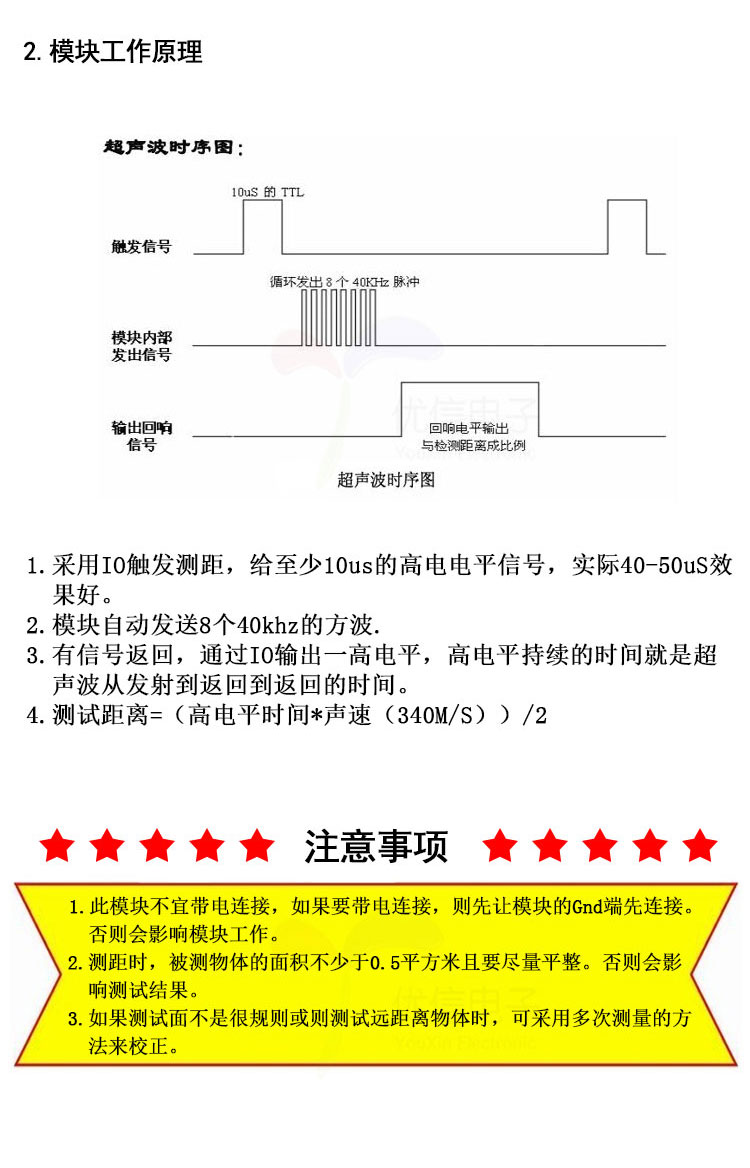 2.模块工作原理
超声波时序图：
10uS 的 TTL
触发信号
循环发出 8 个 40KHz 脉冲
模块内部
发出信号
优信电子
YouXin Electronic
输出回响
信号
回响电平输出
与检测距离成比例
超声波时序图
1.采用IO触发测距，给至少10us的高电电平信号，实际40-50uS效
果好。
2.模块自动发送8个40khz的方波.
3.有信号返回，通过IO输出一高电平，高电平持续的时间就是超
声波从发射到返回到返回的时间。
4.测试距离=（高电平时间*声速（340M/S））/2
注意事项
1.此模块不宜带电连接，如果要带电连接，则先让模块的Gnd端先连接。
否则会影响模块工作。
2.测距时，被测物体的面积不少于0.5平方米且要尽量平整。否则会影
响测试结果。
3.如果测试面不是很规则或则测试远距离物体时，可采用多次测量的方
法来校正。
优信电子
YouXin Electronic